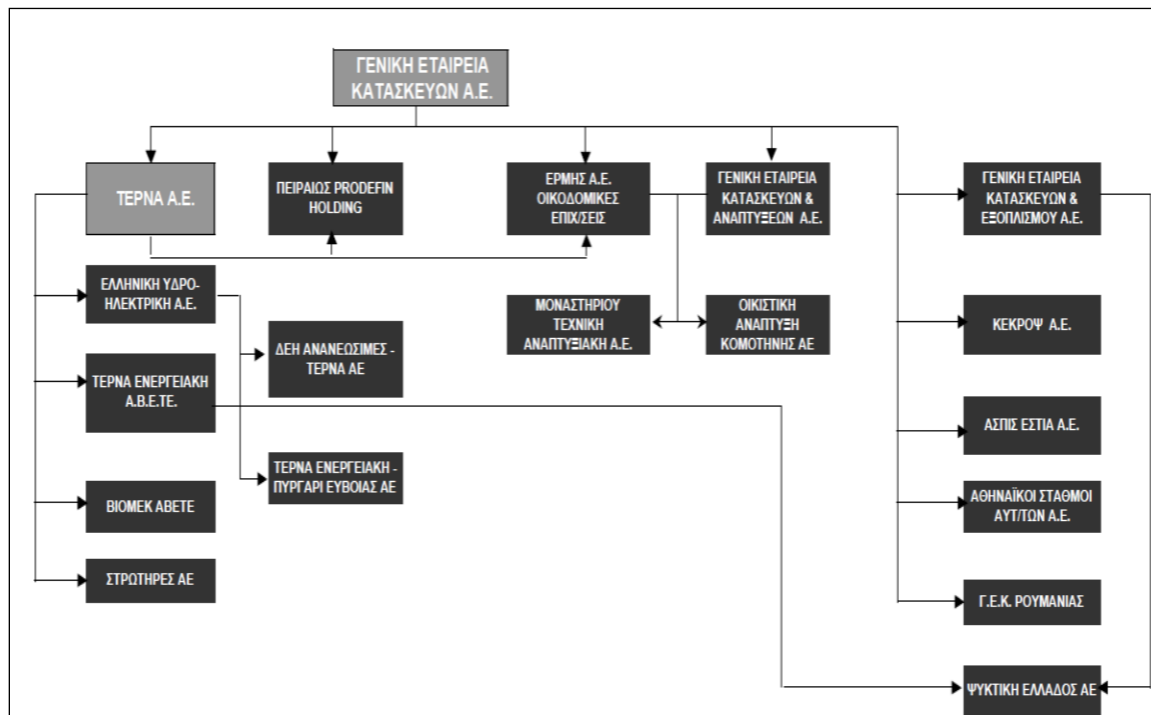 ΓΕΝΙΚΗ ΕΤΑΙΡΕΙΑ
ΚΑΤΑΣΚΕΥΩΝ Α.Ε.
ΤΕΡΝΑ Α.Ε.
ΠΕΙΡΑΙΩΣ PRODEFIN
HOLDING
ΕΡΜΗΣ Α.Ε.
ΟΙΚΟΔΟΜΙΚΕΣ
ΕΠΙΧ/ΣΕΙΣ
ΓΕΝΙΚΗ ΕΤΑΙΡΕΙΑ
ΚΑΤΑΣΚΕΥΩΝ &
ΑΝΑΠΤΥΞΕΩΝ Α.Ε.
ΓΕΝΙΚΗ ΕΤΑΙΡΕΙΑ
ΚΑΤΑΣΚΕΥΩΝ &
ΕΞΟΠΛΙΣΜΟΥ Α.Ε.
ΕΛΛΗΝΙΚΗ ΥΔΡΟ-
ΗΛΕΚΤΡΙΚΗ Α.Ε.
ΜΟΝΑΣΤΗΡΙΟΥ
ΤΕΧΝΙΚΗ
ΑΝΑΠΤΥΞΙΑΚΗ Α.Ε.
ΟΙΚΙΣΤΙΚΗ
ΑΝΑΠΤΥΞΗ
ΚΟΜΟΤΗΝΗΣ ΑΕ
ΚΕΚΡΟΨ Α.Ε.
ΔΕΗ ΑΝΑΝΕΩΣΙΜΕΣ -
ΤΕΡΝΑ ΑΕ
ΤΕΡΝΑ ΕΝΕΡΓΕΙΑΚΗ
Α.Β.Ε.ΤΕ.
ΑΣΠΙΣ ΕΣΤΙΑ Α.Ε.
ΤΕΡΝΑ ΕΝΕΡΓΕΙΑΚΗ -
ΠΥΡΓΑΡΙ ΕΥΒΟΙΑΣ ΑΕ
ΒΙΟΜΕΚ ΑΒΕΤΕ
ΑΘΗΝΑΪΚΟΙ ΣΤΑΘΜΟΙ
ΑΥΤ/ΤΩΝ Α.Ε.
ΣΤΡΩΤΗΡΕΣ ΑΕ
Γ.Ε.Κ. ΡΟΥΜΑΝΙΑΣ
ΨΥΚΤΙΚΗ ΕΛΛΑΔΟΣ ΑΕ